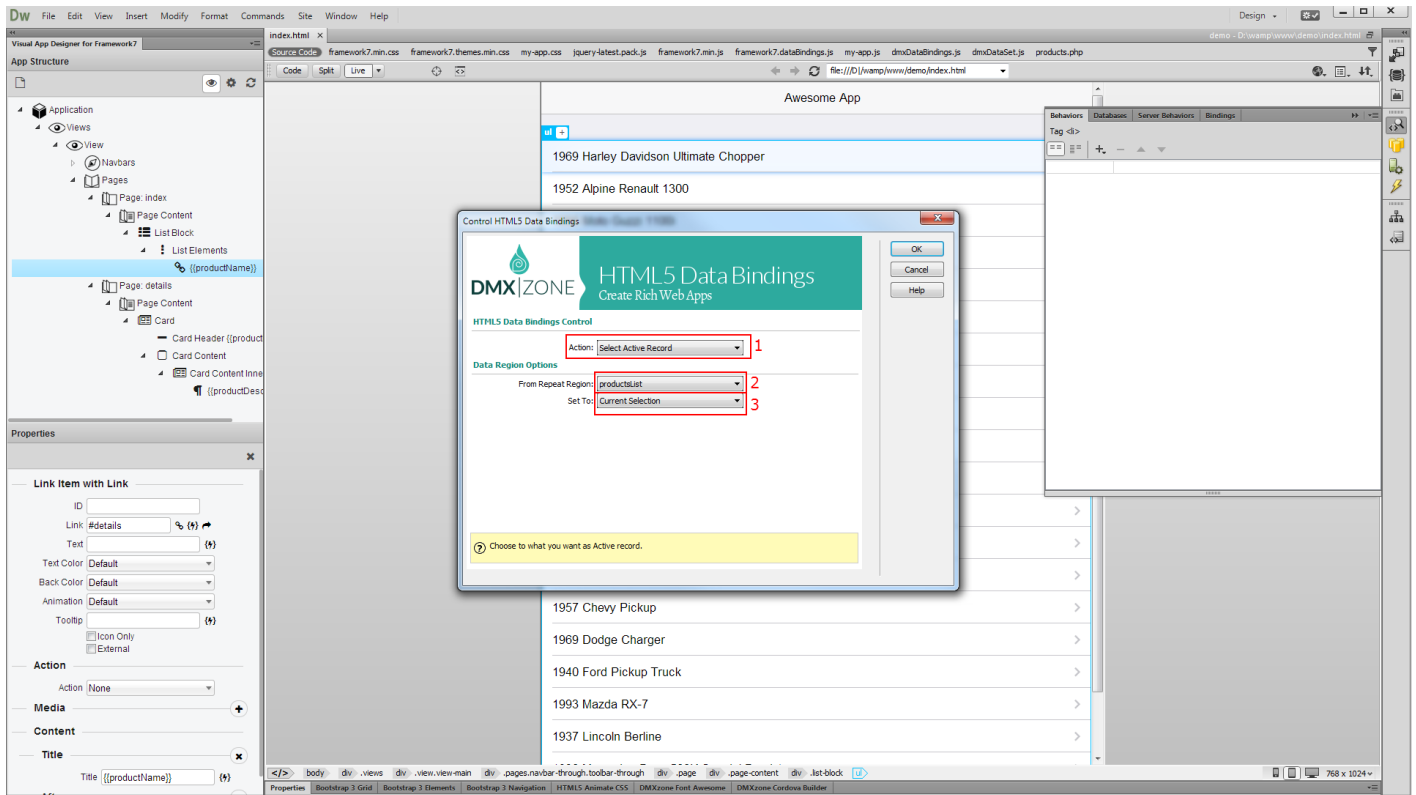 Dw File Edit View Insert Modify Format Commands Site Window Help
Design
Visual App Designer for Framework7
App Structure
Application
Views
View
Navbars
Pages
Page: index
Page Content
List Block
List Elements
{{productName}}
Page: details
Page Content
Card
Card Header {{product
Card Content
Card Content Inne
{{productDesc
Properties
Link Item with Link
ID
Link #details
Text
Text Color Default
Back Color Default
Animation Default
Tooltip
Icon Only
External
Action
Action None
Media
Content
Title
Title {{productName}}
index.html ×
demo - D:\wamp\www\demo\index.html
Source Code framework7.min.css framework7.themes.min.css my-app.css jquery-latest.pack.js framework7.min.js framework7.dataBindings.js my-app.js dmxDataBindings.js dmxDataSet.js products.php
Code Split Live
file:///D|/wamp/www/demo/index.html
Awesome App
ul +
1969 Harley Davidson Ultimate Chopper
1952 Alpine Renault 1300
Control HTML5 Data Bindings
DMX|ZONE
HTML5 Data Bindings
Create Rich Web Apps
OK
Cancel
Help
HTML5 Data Bindings Control
Action: Select Active Record 1
Data Region Options
From Repeat Region: productsList 2
Set To: Current Selection 3
Choose to what you want as Active record.
1957 Chevy Pickup
1969 Dodge Charger
1940 Ford Pickup Truck
1993 Mazda RX-7
1937 Lincoln Berline
Behaviors Databases Server Behaviors Bindings
Tag <li>
</> body div .views div .view.view-main div .pages.navbar-through.toolbar-through div .page div .page-content div .list-block ul
768 x 1024
Properties Bootstrap 3 Grid Bootstrap 3 Elements Bootstrap 3 Navigation HTML5 Animate CSS DMXzone Font Awesome DMXzone Cordova Builder